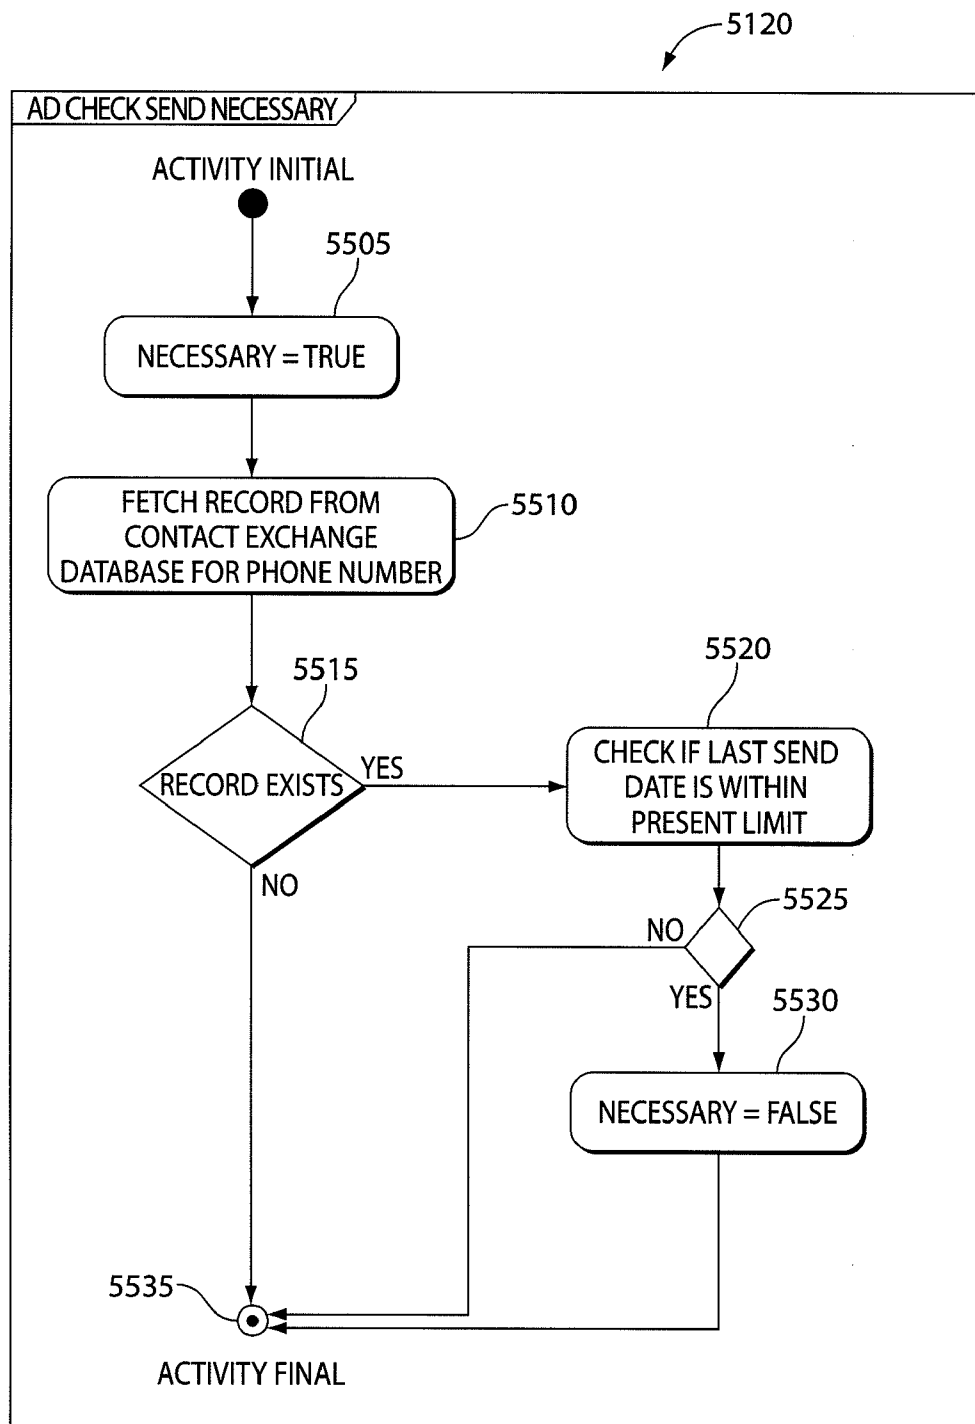 5120
AD CHECK SEND NECESSARY
ACTIVITY INITIAL
5505
NECESSARY = TRUE
FETCH RECORD FROM
CONTACT EXCHANGE
DATABASE FOR PHONE NUMBER
5510
5515
RECORD EXISTS
YES
NO
5520
CHECK IF LAST SEND
DATE IS WITHIN
PRESENT LIMIT
5525
NO
YES
5530
NECESSARY = FALSE
5535
ACTIVITY FINAL